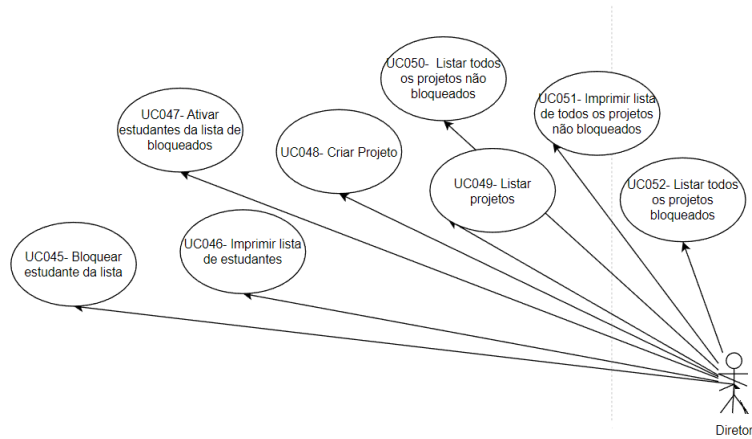 UC050- Listar todos
os projetos não
bloqueados
UC047- Ativar
estudantes da lista de
bloqueados
UC051- Imprimir lista
de todos os projetos
não bloqueados
UC048- Criar Projeto
UC049- Listar
projetos
UC052- Listar todos
os projetos
bloqueados
UC045- Bloquear
estudante da lista
UC046- Imprimir lista
de estudantes
Diretor